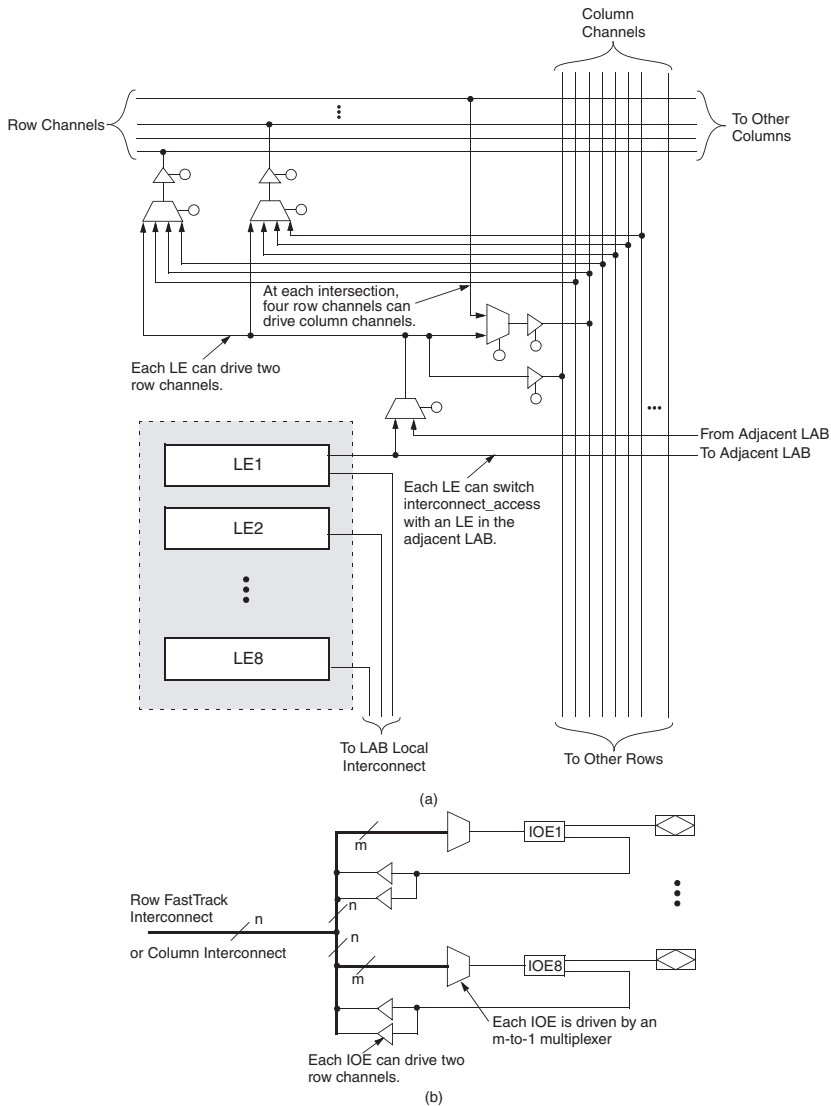 Column
Channels
Row Channels
To Other
Columns
At each intersection,
four row channels can
drive column channels.
Each LE can drive two
row channels.
From Adjacent LAB
To Adjacent LAB
LE1
Each LE can switch
interconnect_access
with an LE in the
adjacent LAB.
LE2
LE8
To LAB Local
Interconnect
To Other Rows
(a)
m
IOE1
Row FastTrack
Interconnect
n
n
or Column Interconnect
n
m
IOE8
Each IOE is driven by an
m-to-1 multiplexer
Each IOE can drive two
row channels.
(b)